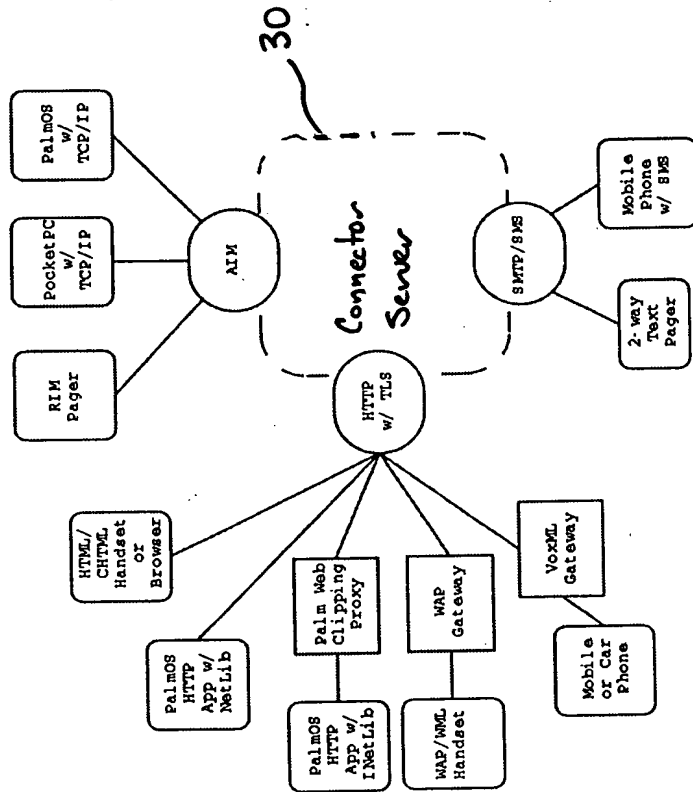 PalmOS
w/
TCP/IP
PocketPC
w/
TCP/IP
RIM
Pager
AIM
30
Connector
Server
HTTP
w/ TLS
SMTP/SMS
Mobile
Phone
w/ SMS
2-way
Text
Pager
HTML/
CHTML
Handset
or
Browser
PalmOS
HTTP
App w/
NetLib
Palm Web
Clipping
Proxy
PalmOS
HTTP
App w/
INetLib
WAP
Gateway
WAP/WML
Handset
VoxML
Gateway
Mobile
or Car
Phone